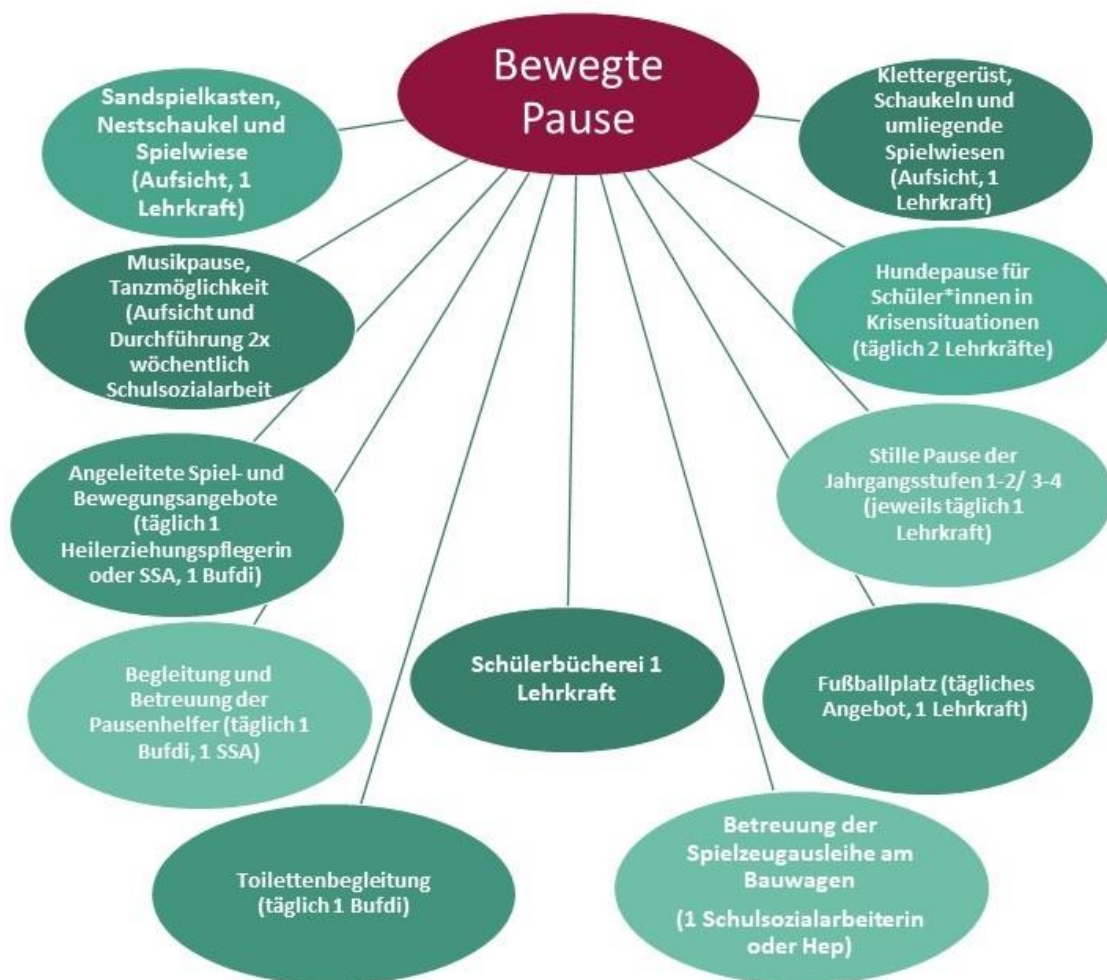 Bewegte
Pause
Sandspielkasten,
Nestschaukel und
Spielwiese
(Aufsicht, 1
Lehrkraft)
Klettergerüst,
Schaukeln und
umliegende
Spielwiesen
(Aufsicht, 1
Lehrkraft)
Musikpause,
Tanzmöglichkeit
(Aufsicht und
Durchführung 2x
wöchentlich
Schulsozialarbeit
Hundepause für
Schüler*innen in
Krisensituationen
(täglich 2 Lehrkräfte)
Angeleitete Spiel- und
Bewegungsangebote
(täglich 1
Heilerziehungspflegerin
oder SSA, 1 Bufdi)
Stille Pause der
Jahrgangsstufen 1-2/ 3-4
(jeweils täglich 1
Lehrkraft)
Begleitung und
Betreuung der
Pausenhelfer (täglich 1
Bufdi, 1 SSA)
Schülerbücherei 1
Lehrkraft
Fußballplatz (tägliches
Angebot, 1 Lehrkraft)
Toilettenbegleitung
(täglich 1 Bufdi)
Betreuung der
Spielzeugausleihe am
Bauwagen
(1 Schulsozialarbeiterin
oder Hep)